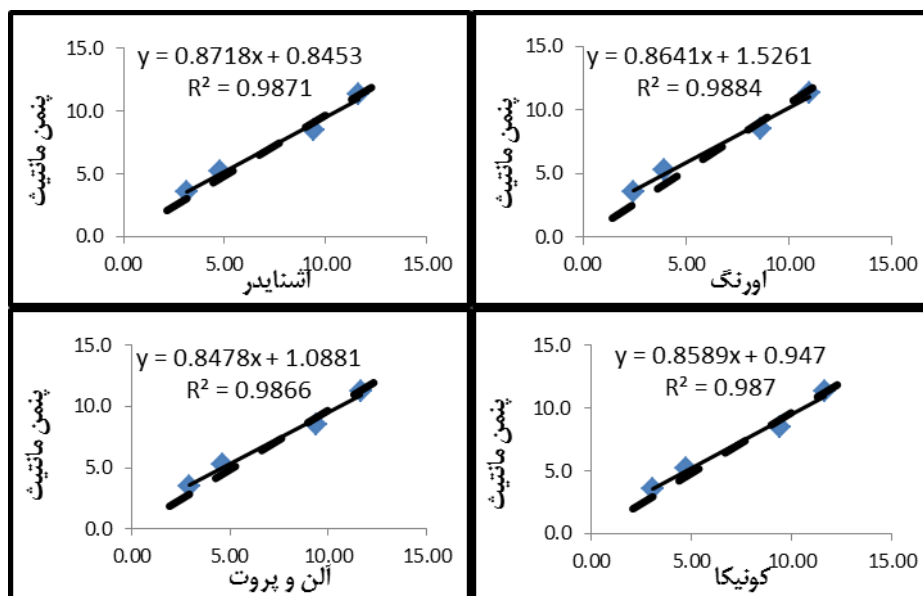 15.0
y = 0.8718x + 0.8453
R² = 0.9871
10.0
5.0
0.0
0.00 5.00 10.00 15.00
پنمن مانتیث
اشنایدر
15.0
y = 0.8641x + 1.5261
R² = 0.9884
10.0
5.0
0.0
0.00 5.00 10.00 15.00
پنمن مانتیث
اورنگ
15.0
y = 0.8478x + 1.0881
R² = 0.9866
10.0
5.0
0.0
0.00 5.00 10.00 15.00
پنمن مانتیث
آلن و پروت
15.0
y = 0.8589x + 0.947
R² = 0.987
10.0
5.0
0.0
0.00 5.00 10.00 15.00
پنمن مانتیث
کونیکا